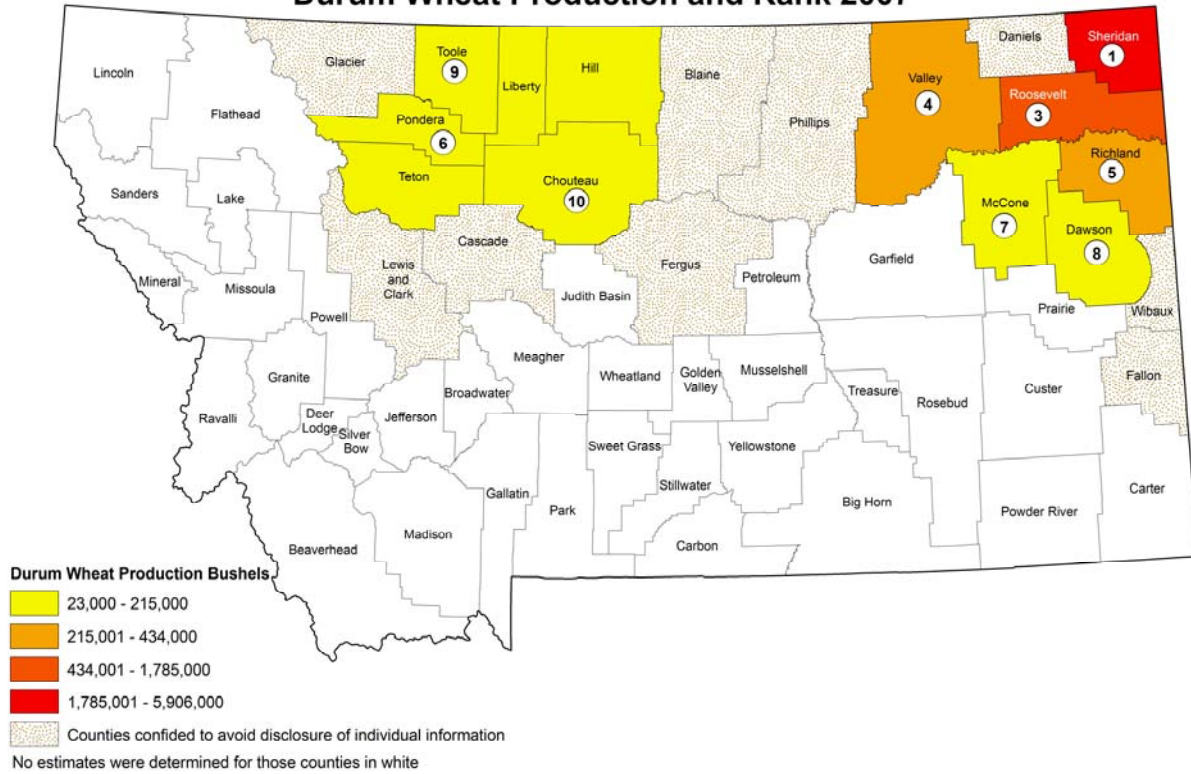 Durum Wheat Production and Rank 2007
Lincoln
Flathead
Glacier
Toole
9
Liberty
Hill
Blaine
Phillips
Valley
4
Daniels
Sheridan
1
Roosevelt
3
Pondera
6
Teton
Chouteau
10
Richland
5
McCone
7
Dawson
8
Sanders
Lake
Cascade
Lewis
and
Clark
Fergus
Petroleum
Garfield
Mineral
Missoula
Powell
Judith Basin
Prairie
Wibaux
Meagher
Wheatland
Golden
Valley
Musselshell
Treasure
Rosebud
Custer
Fallon
Granite
Broadwater
Ravalli
Deer
Lodge
Silver
Bow
Jefferson
Sweet Grass
Yellowstone
Stillwater
Gallatin
Park
Big Horn
Powder River
Carter
Madison
Beaverhead
Carbon
Durum Wheat Production Bushels
23,000 - 215,000
215,001 - 434,000
434,001 - 1,785,000
1,785,001 - 5,906,000
Counties confided to avoid disclosure of individual information
No estimates were determined for those counties in white